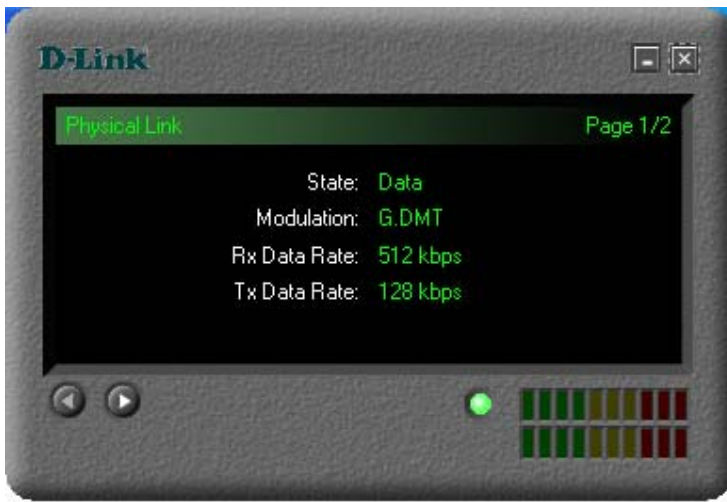 D-Link
Physical Link Page 1/2
State: Data
Modulation: G.DMT
Rx Data Rate: 512 kbps
Tx Data Rate: 128 kbps